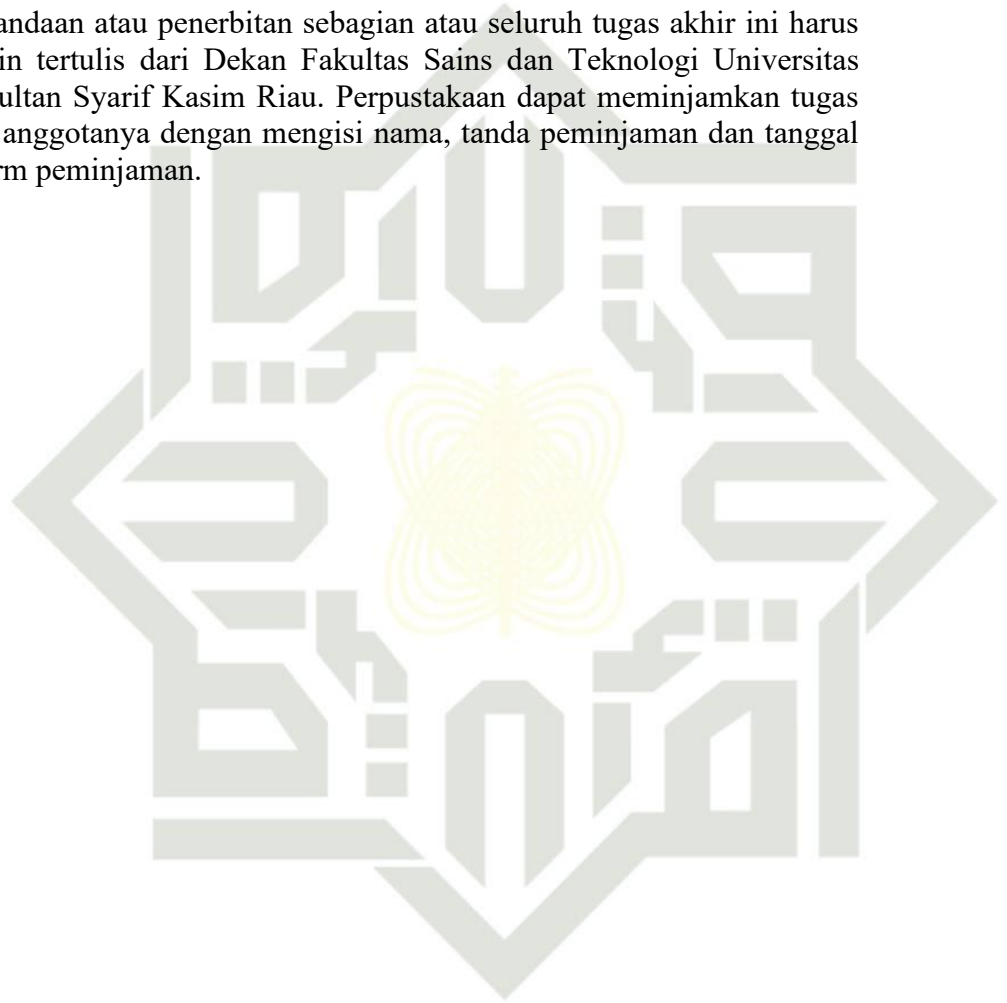 andaan atau penerbitan sebagian atau seluruh tugas akhir ini harus
in tertulis dari Dekan Fakultas Sains dan Teknologi Universitas
ultan Syarif Kasim Riau. Perpustakaan dapat meminjamkan tugas
anggotanya dengan mengisi nama, tanda peminjaman dan tanggal
rm peminjaman.